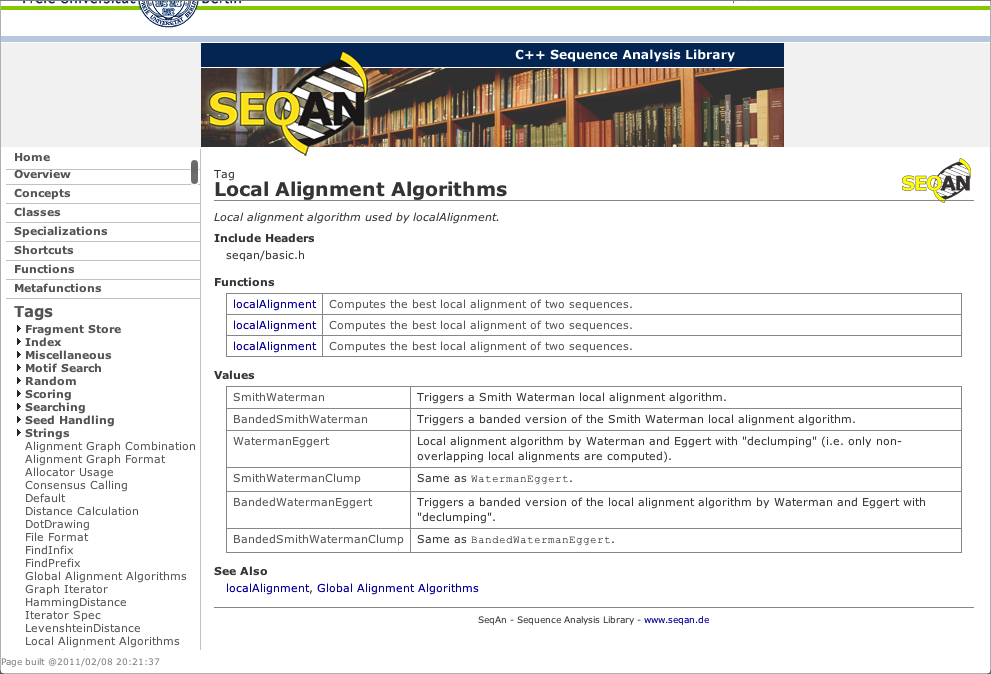 Freie Universität Berlin
C++ Sequence Analysis Library
SEQAN
Home
Overview
Concepts
Classes
Specializations
Shortcuts
Functions
Metafunctions
Tags
Fragment Store
Index
Miscellaneous
Motif Search
Random
Scoring
Searching
Seed Handling
Strings
Alignment Graph Combination
Alignment Graph Format
Allocator Usage
Consensus Calling
Default
Distance Calculation
DotDrawing
File Format
FindInfix
FindPrefix
Global Alignment Algorithms
Graph Iterator
HammingDistance
Iterator Spec
LevenshteinDistance
Local Alignment Algorithms
Page built @2011/02/08 20:21:37
Tag
Local Alignment Algorithms
SEQAN
Local alignment algorithm used by localAlignment.
Include Headers
seqan/basic.h
Functions
localAlignment Computes the best local alignment of two sequences.
localAlignment Computes the best local alignment of two sequences.
localAlignment Computes the best local alignment of two sequences.
Values
SmithWaterman Triggers a Smith Waterman local alignment algorithm.
BandedSmithWaterman Triggers a banded version of the Smith Waterman local alignment algorithm.
WatermanEggert Local alignment algorithm by Waterman and Eggert with "declumping" (i.e. only non-
overlapping local alignments are computed).
SmithWatermanClump Same as WatermanEggert.
BandedWatermanEggert Triggers a banded version of the local alignment algorithm by Waterman and Eggert with
"declumping".
BandedSmithWatermanClump Same as BandedWatermanEggert.
See Also
localAlignment, Global Alignment Algorithms
SeqAn - Sequence Analysis Library - www.seqan.de